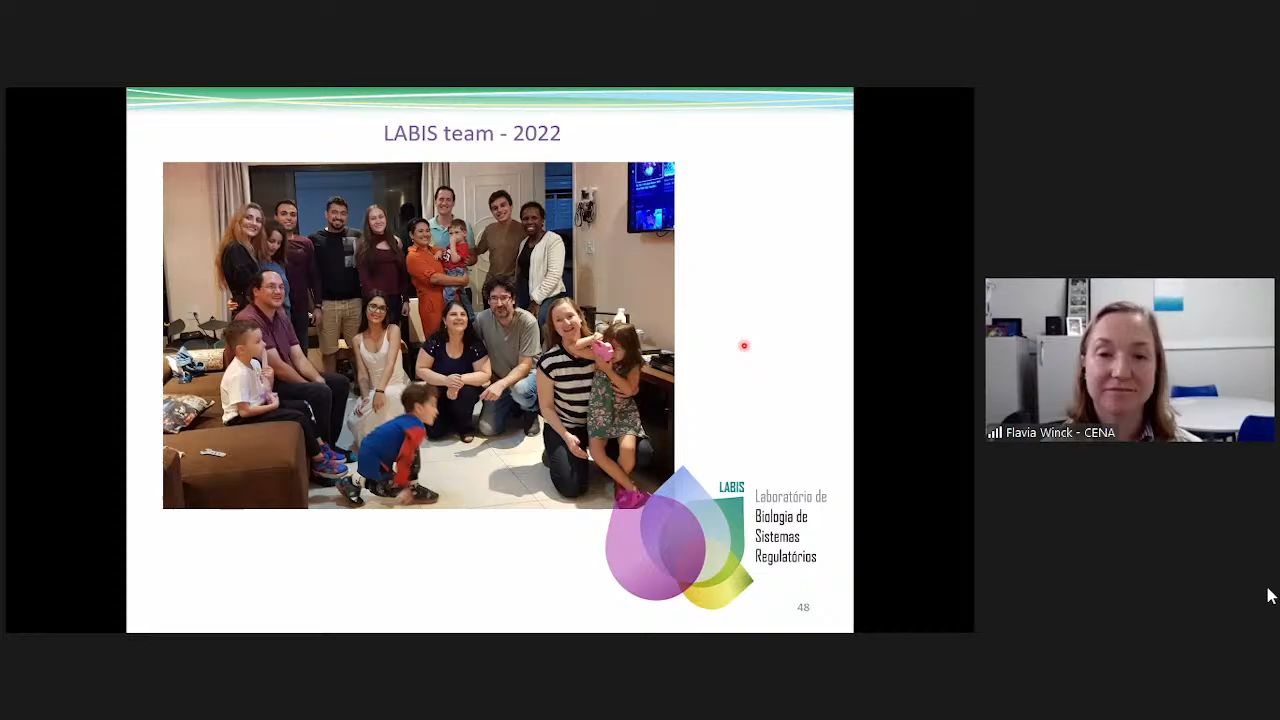 LABIS team - 2022
LABIS
Laboratório de
Biologia de
Sistemas
Regulatórios
48
Flavia Winck - CENA